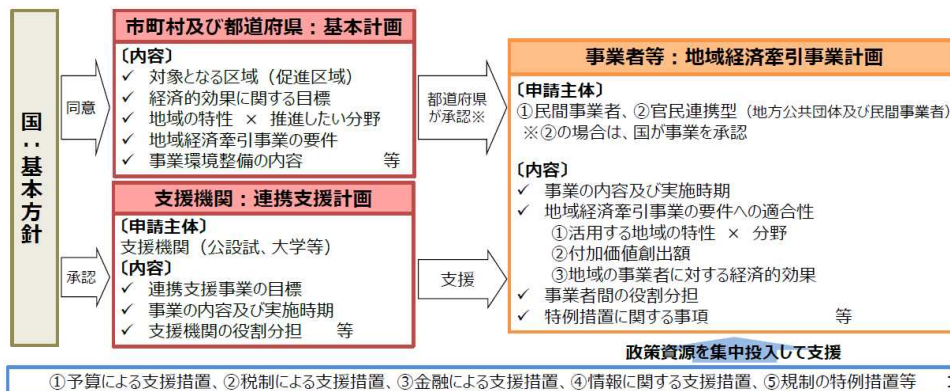 国：基本方針
同意
市町村及び都道府県：基本計画
〔内容〕
✓ 対象となる区域（促進区域）
✓ 経済的効果に関する目標
✓ 地域の特性 × 推進したい分野
✓ 地域経済牽引事業の要件
✓ 事業環境整備の内容 等
承認
支援機関：連携支援計画
〔申請主体〕
支援機関（公設試、大学等）
〔内容〕
✓ 連携支援事業の目標
✓ 事業の内容及び実施時期
✓ 支援機関の役割分担 等
都道府県
が承認※
支援
事業者等：地域経済牽引事業計画
〔申請主体〕
①民間事業者、②官民連携型（地方公共団体及び民間事業者）
※②の場合は、国が事業を承認
〔内容〕
✓ 事業の内容及び実施時期
✓ 地域経済牽引事業の要件への適合性
①活用する地域の特性 × 分野
②付加価値創出額
③地域の事業者に対する経済的効果
✓ 事業者間の役割分担
✓ 特例措置に関する事項 等
政策資源を集中投入して支援
①予算による支援措置、②税制による支援措置、③金融による支援措置、④情報に関する支援措置、⑤規制の特例措置等